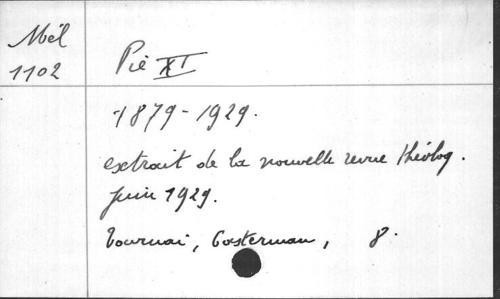 Mél
1102
Pie XI
1879-1929.
extrait de la nouvelle revue théolog.
juin 1929.
Tournai, Casterman, 8.